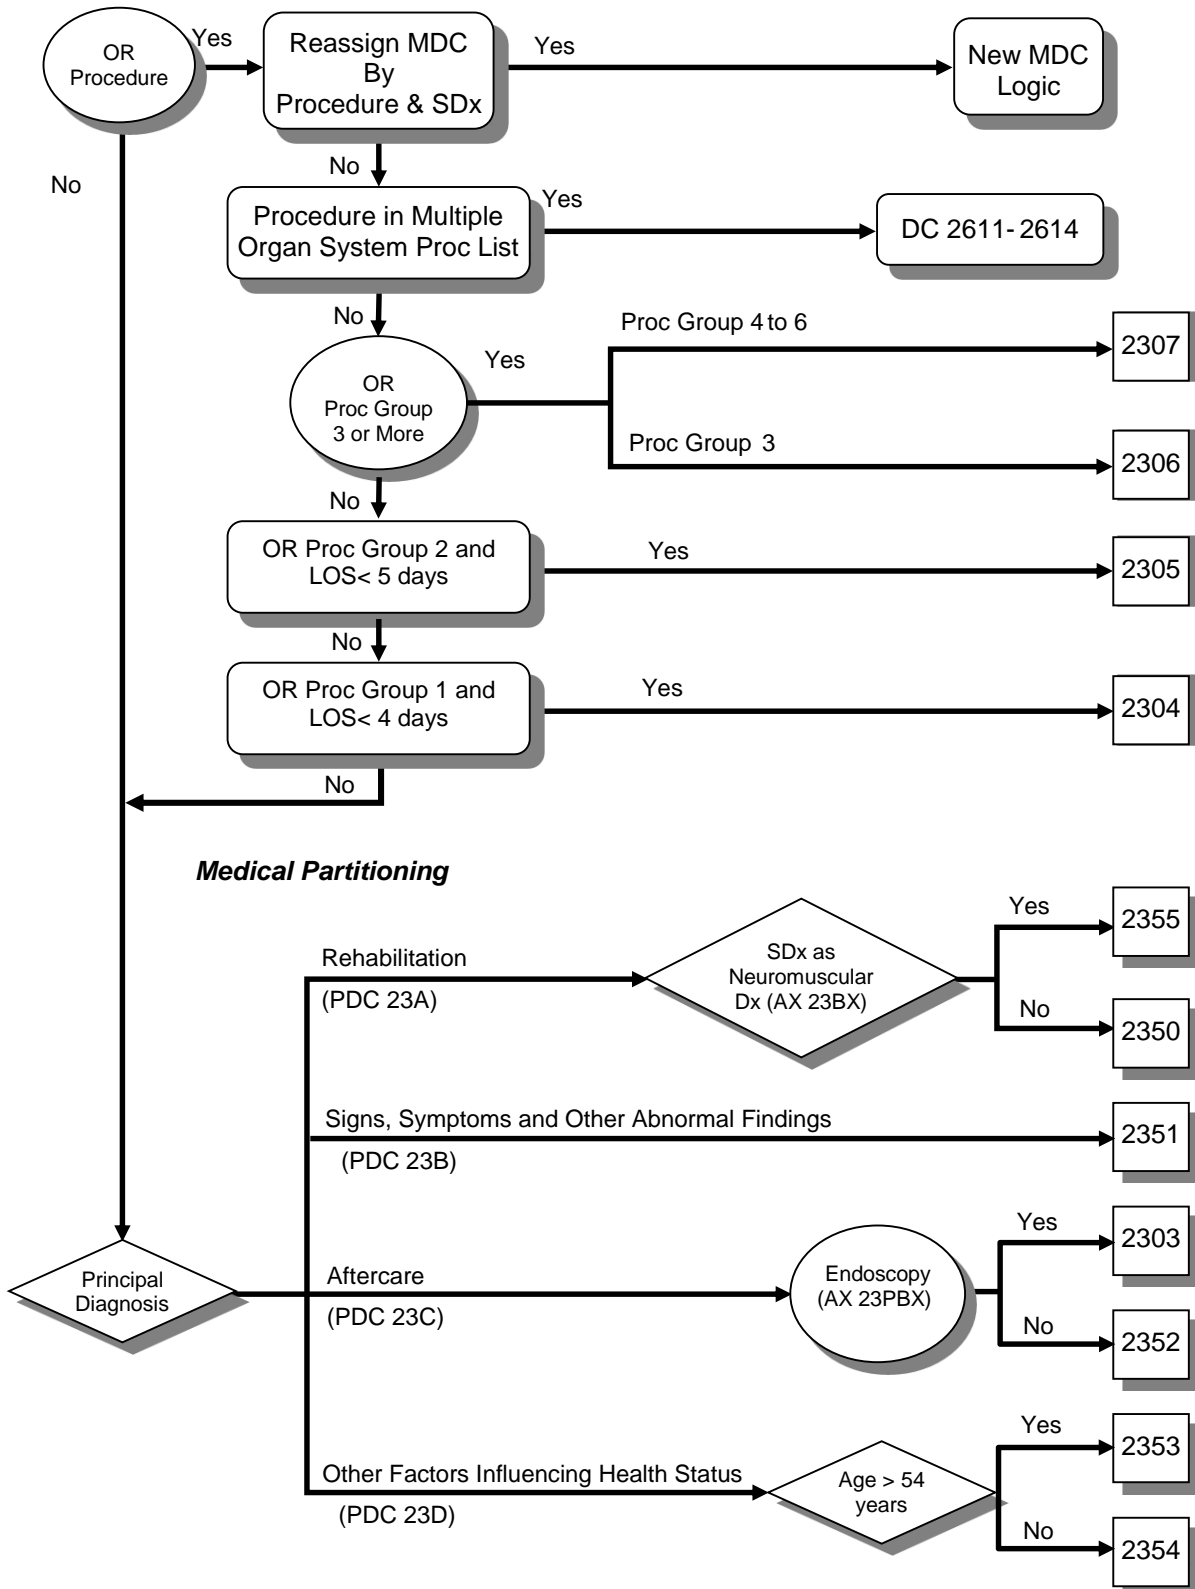 OR
Procedure
Yes
Reassign MDC
By
Procedure & SDx
Yes
New MDC
Logic
No
No
Procedure in Multiple
Organ System Proc List
Yes
DC 2611- 2614
No
OR
Proc Group
3 or More
Yes
Proc Group 4 to 6
2307
Proc Group 3
2306
No
OR Proc Group 2 and
LOS< 5 days
Yes
2305
No
OR Proc Group 1 and
LOS< 4 days
Yes
2304
No
Medical Partitioning
Rehabilitation
(PDC 23A)
SDx as
Neuromuscular
Dx (AX 23BX)
Yes
2355
No
2350
Signs, Symptoms and Other Abnormal Findings
(PDC 23B)
2351
Principal
Diagnosis
Aftercare
(PDC 23C)
Endoscopy
(AX 23PBX)
Yes
2303
No
2352
Other Factors Influencing Health Status
(PDC 23D)
Age > 54
years
Yes
2353
No
2354